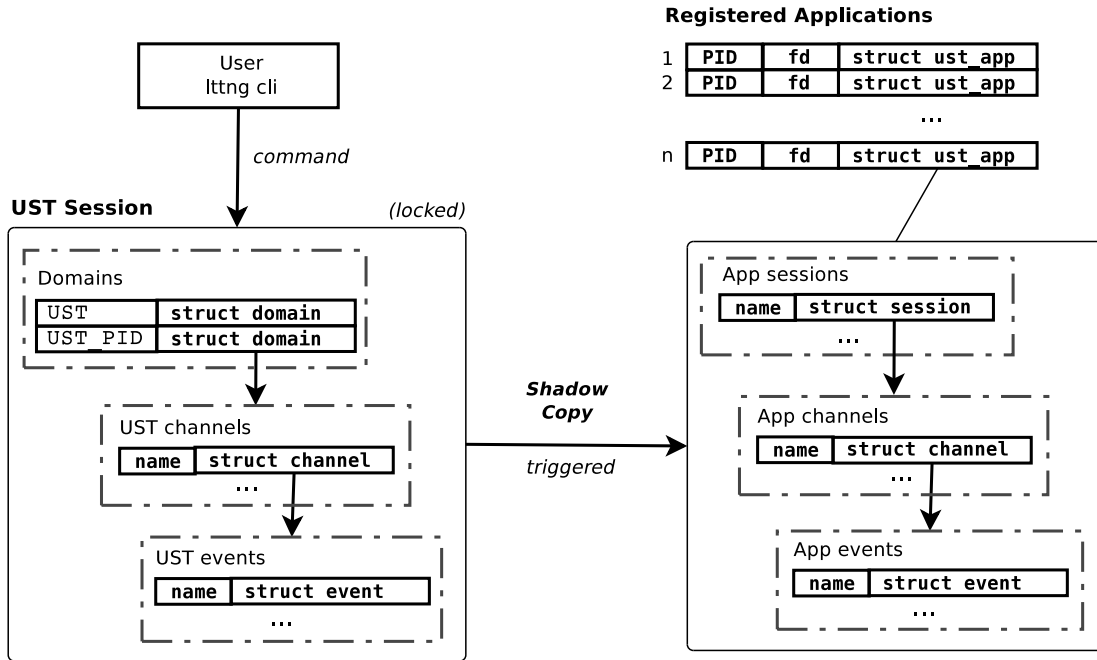 Registered Applications
User
lttng cli
1 PID fd struct ust_app
2 PID fd struct ust_app
...
n PID fd struct ust_app
command
UST Session
(locked)
Domains
UST struct domain
UST_PID struct domain
UST channels
name struct channel
...
UST events
name struct event
...
Shadow
Copy
triggered
App sessions
name struct session
...
App channels
name struct channel
...
App events
name struct event
...